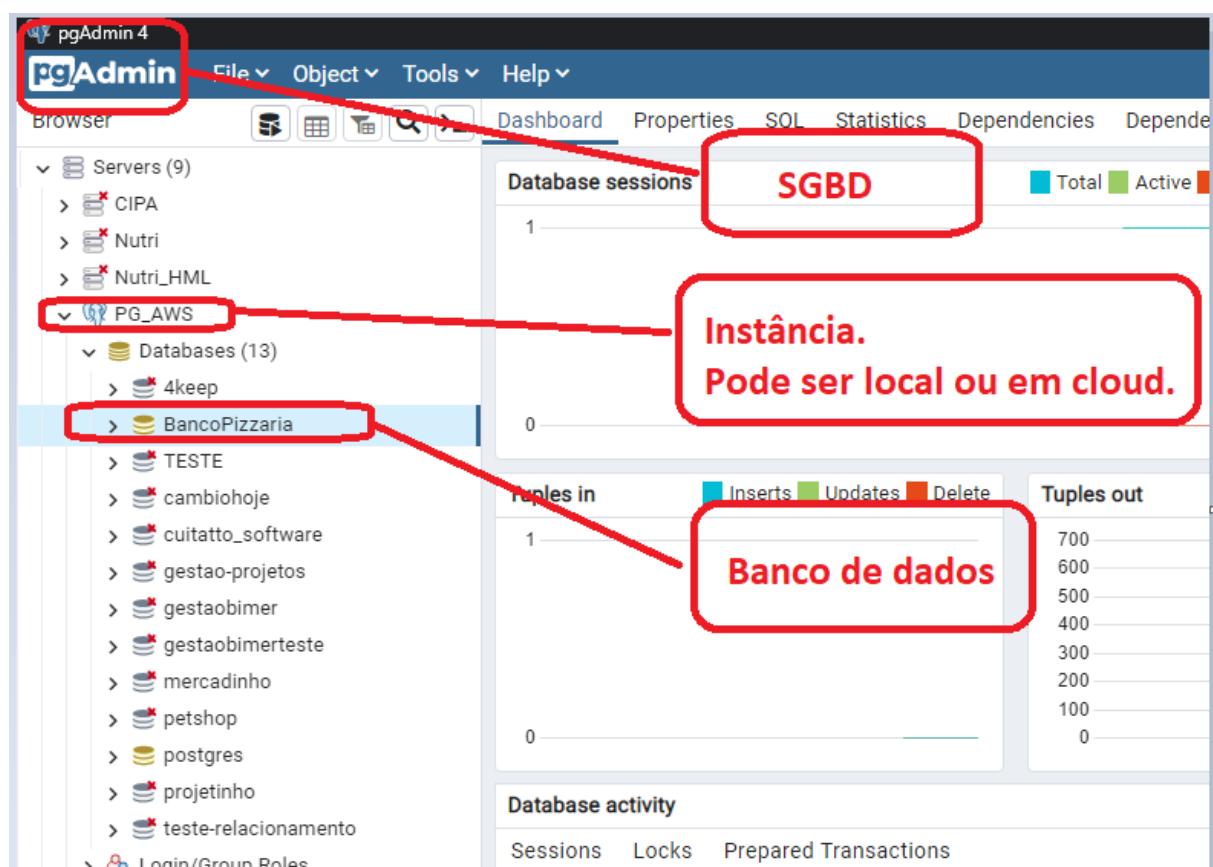 pgAdmin 4
pgAdmin File Object Tools Help
Browser
Dashboard Properties SQL Statistics Dependencies Depende
Servers (9)
CIPA
Nutri
Nutri_HML
PG_AWS
Databases (13)
4keep
BancoPizzaria
TESTE
cambiohoje
cuitatto_software
gestao-projetos
gestaobimer
gestaobimerteste
mercadinho
petshop
postgres
projetinho
teste-relacionamento
Login/Group Roles
Database sessions
Total Active
1
0
SGBD
Instância.
Pode ser local ou em cloud.
Tuples in
Inserts Updates Delete
1
0
Banco de dados
Tuples out
700
600
500
400
300
200
100
0
Database activity
Sessions Locks Prepared Transactions